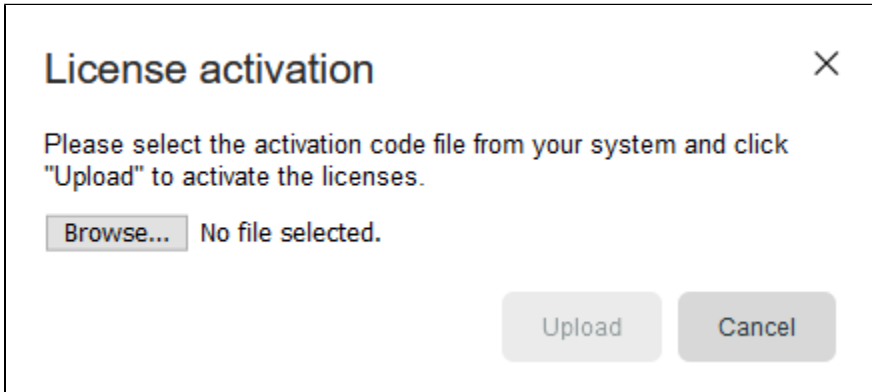 License activation
Please select the activation code file from your system and click
"Upload" to activate the licenses.
Browse... No file selected.
Upload Cancel